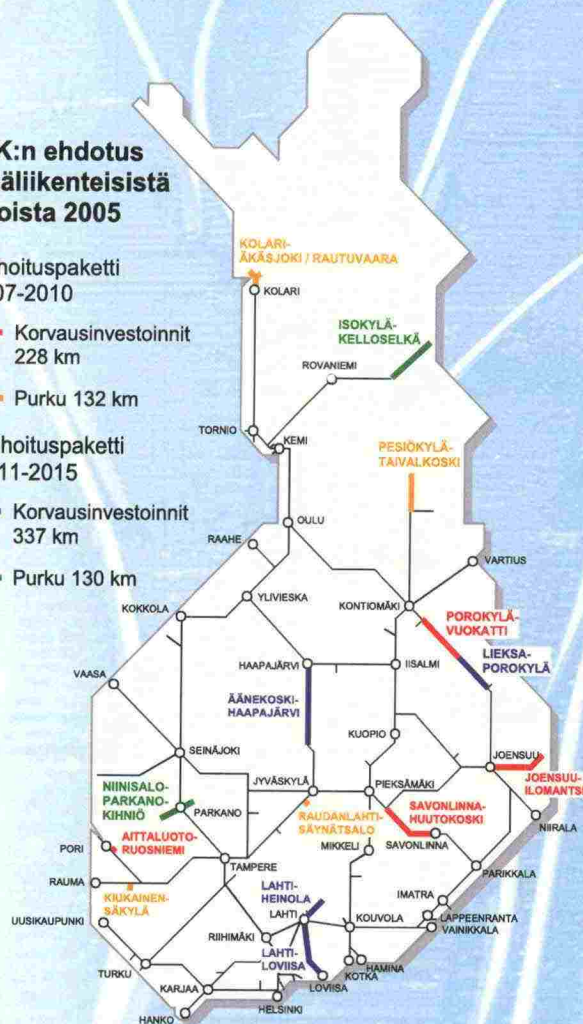 K:n ehdotus
äliikenteisistä
oista 2005
hoituspaketti
07-2010
Korvausinvestoinnit
228 km
Purku 132 km
hoituspaketti
11-2015
Korvausinvestoinnit
337 km
Purku 130 km
KOLARI-
ÄKÄSJOKI / RAUTUVAARA
KOLARI
ISOKYLÄ-
KELLOSELKÄ
ROVANIEMI
TORNIO
KEMI
PESIÖKYLÄ-
TAIVALKOSKI
OULU
RAAHE
VARTIUS
YLIVIESKA
KONTIOMÄKI
KOKKOLA
POROKYLÄ-
VUOKATTI
LIEKSA-
POROKYLÄ
HAAPAJÄRVI
IISALMI
VAASA
ÄÄNEKOSKI-
HAAPAJÄRVI
KUOPIO
SEINÄJOKI
JOENSUU
JOENSUU-
ILOMANTSI
NIINISALO-
PARKANO-
KIHNIÖ
JYVÄSKYLÄ
PIEKSÄMÄKI
PARKANO
RAUDANLAHTI-
SÄYNÄTSALO
SAVONLINNA-
HUUTOKOSKI
NIIRALA
AITTALUOTO-
RUOSNIEMI
PORI
SAVONLINNA
MIKKELI
TAMPERE
PARIKKALA
RAUMA
KIUKAINEN-
SÄKYLÄ
LAHTI-
HEINOLA
IMATRA
LAPPEENRANTA
VAINIKKALA
UUSIKAUPUNKI
LAHTI
KOUVOLA
RIIHIMÄKI
LAHTI-
LOVIISA
TURKU
HAMINA
KOTKA
LOVIISA
KARJAA
HELSINKI
HANKO